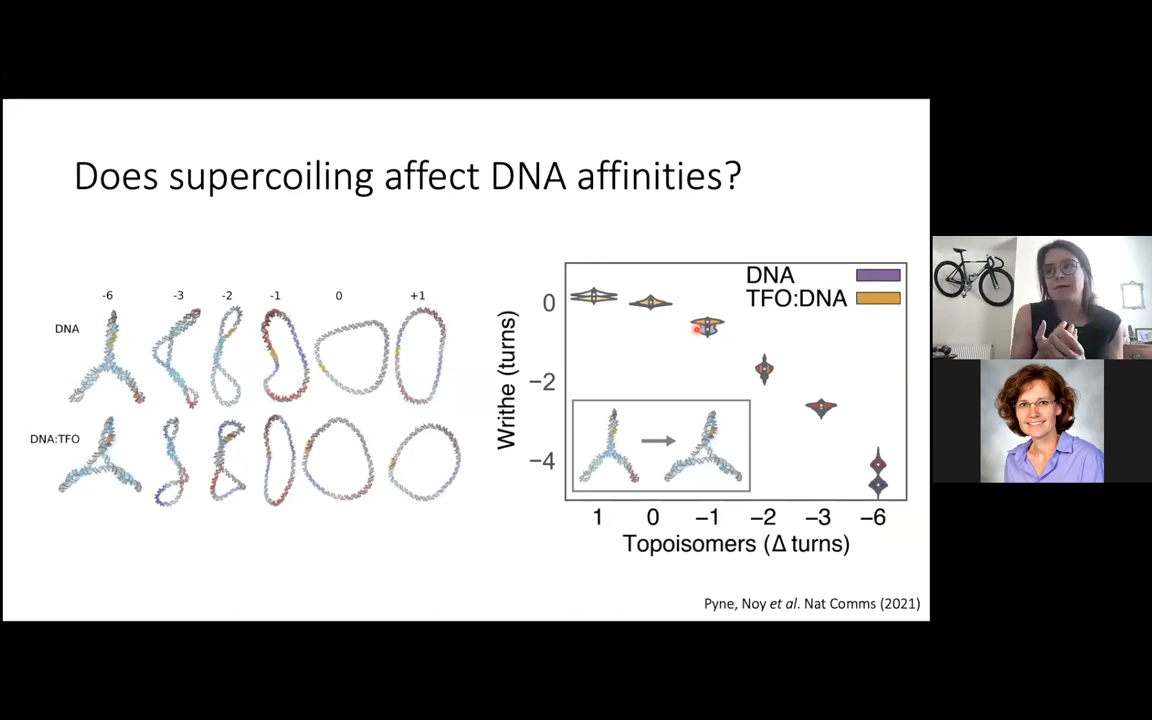 Does supercoiling affect DNA affinities?
-6 -3 -2 -1 0 +1
DNA
DNA:TFO
DNA
TFO:DNA
0
−2
−4
Writhe (turns)
1 0 −1 −2 −3 −6
Topoisomers (Δ turns)
Pyne, Noy et al. Nat Comms (2021)